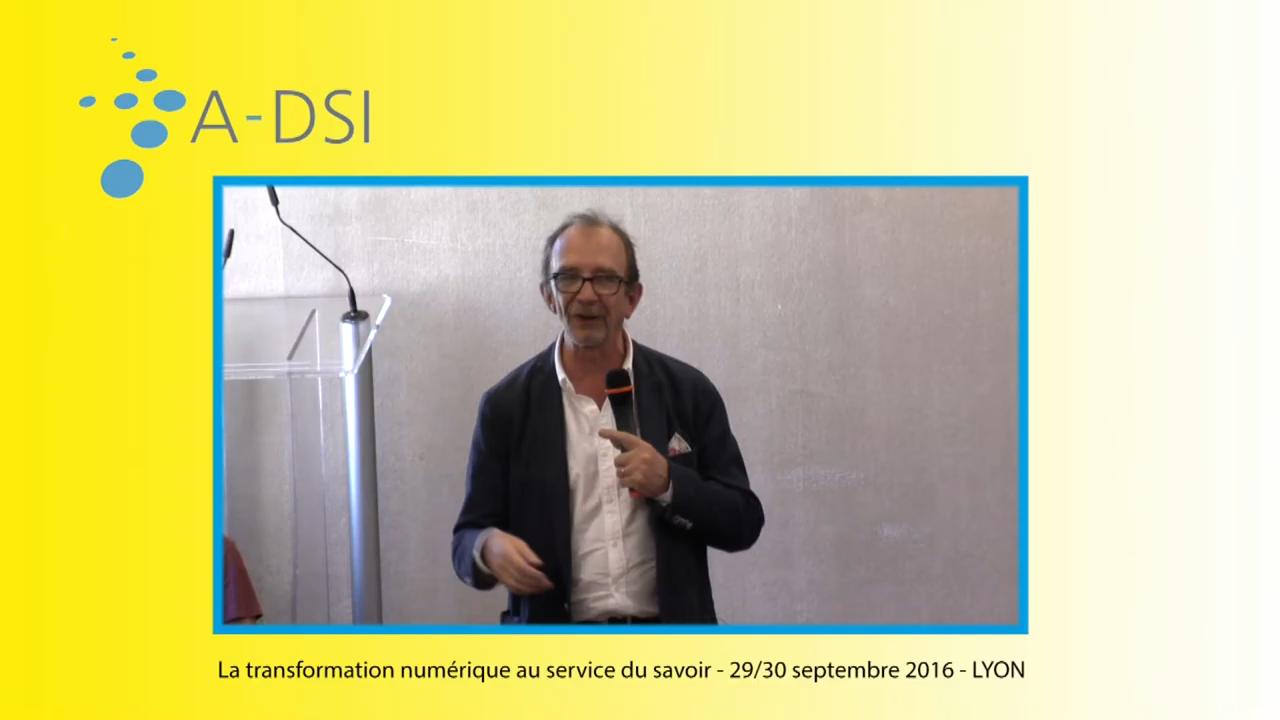 A-DSI
La transformation numérique au service du savoir - 29/30 septembre 2016 - LYON